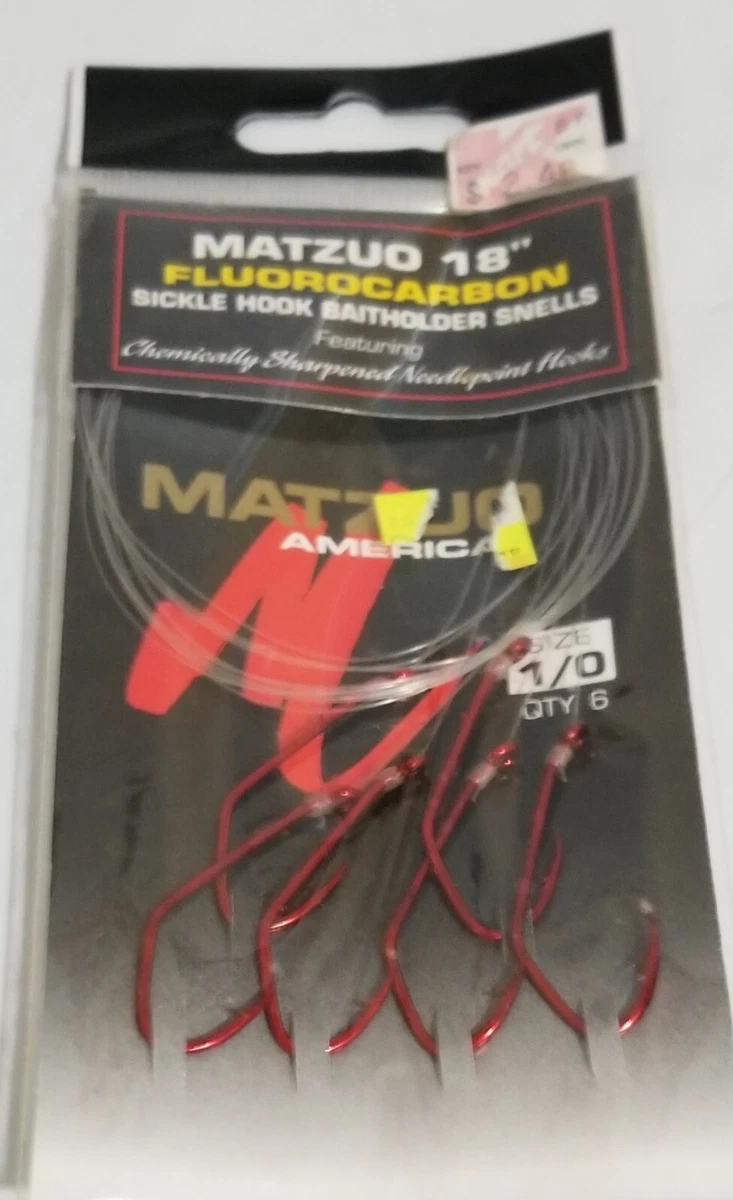 MATZUO 18"
FLUOROCARBON
SICKLE HOOK BAITHOLDER SNELLS
Featuring
Chemically Sharpened Needlepoint Hooks
MATZUO
AMERICA
SIZE
1/0
QTY 6